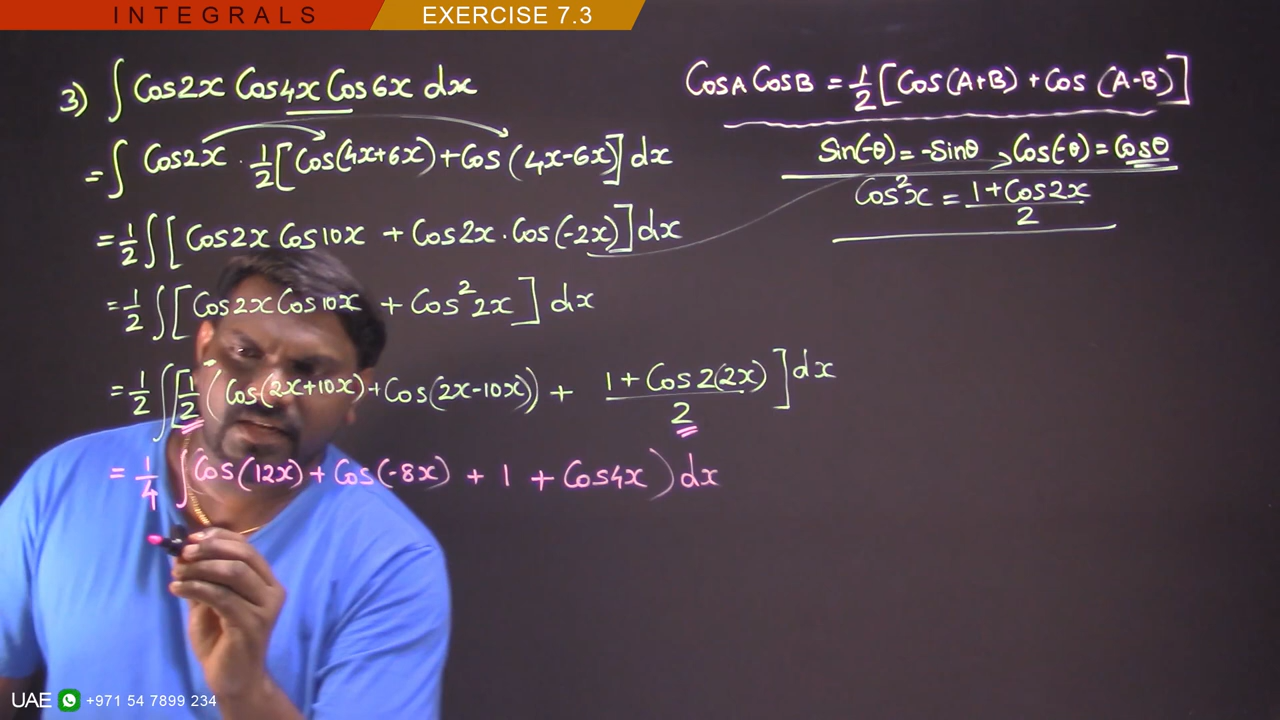 INTEGRALS EXERCISE 7.3
3) ∫ Cos2x Cos4x Cos6x dx
CosA CosB = 1/2 [Cos(A+B) + Cos (A-B)]
= ∫ Cos2x · 1/2 [Cos(4x+6x) + Cos (4x-6x)] dx
Sin(-θ) = -Sinθ → Cos(-θ) = Cosθ
Cos²x = (1+Cos2x)/2
= 1/2 ∫ [Cos2x Cos10x + Cos2x · Cos(-2x)] dx
= 1/2 ∫ [Cos2x Cos10x + Cos²2x] dx
= 1/2 ∫ [1/2 (Cos(2x+10x) + Cos(2x-10x)) + (1+Cos2(2x))/2] dx
= 1/4 ∫ (Cos(12x) + Cos(-8x) + 1 + Cos4x) dx
UAE +971 54 7899 234